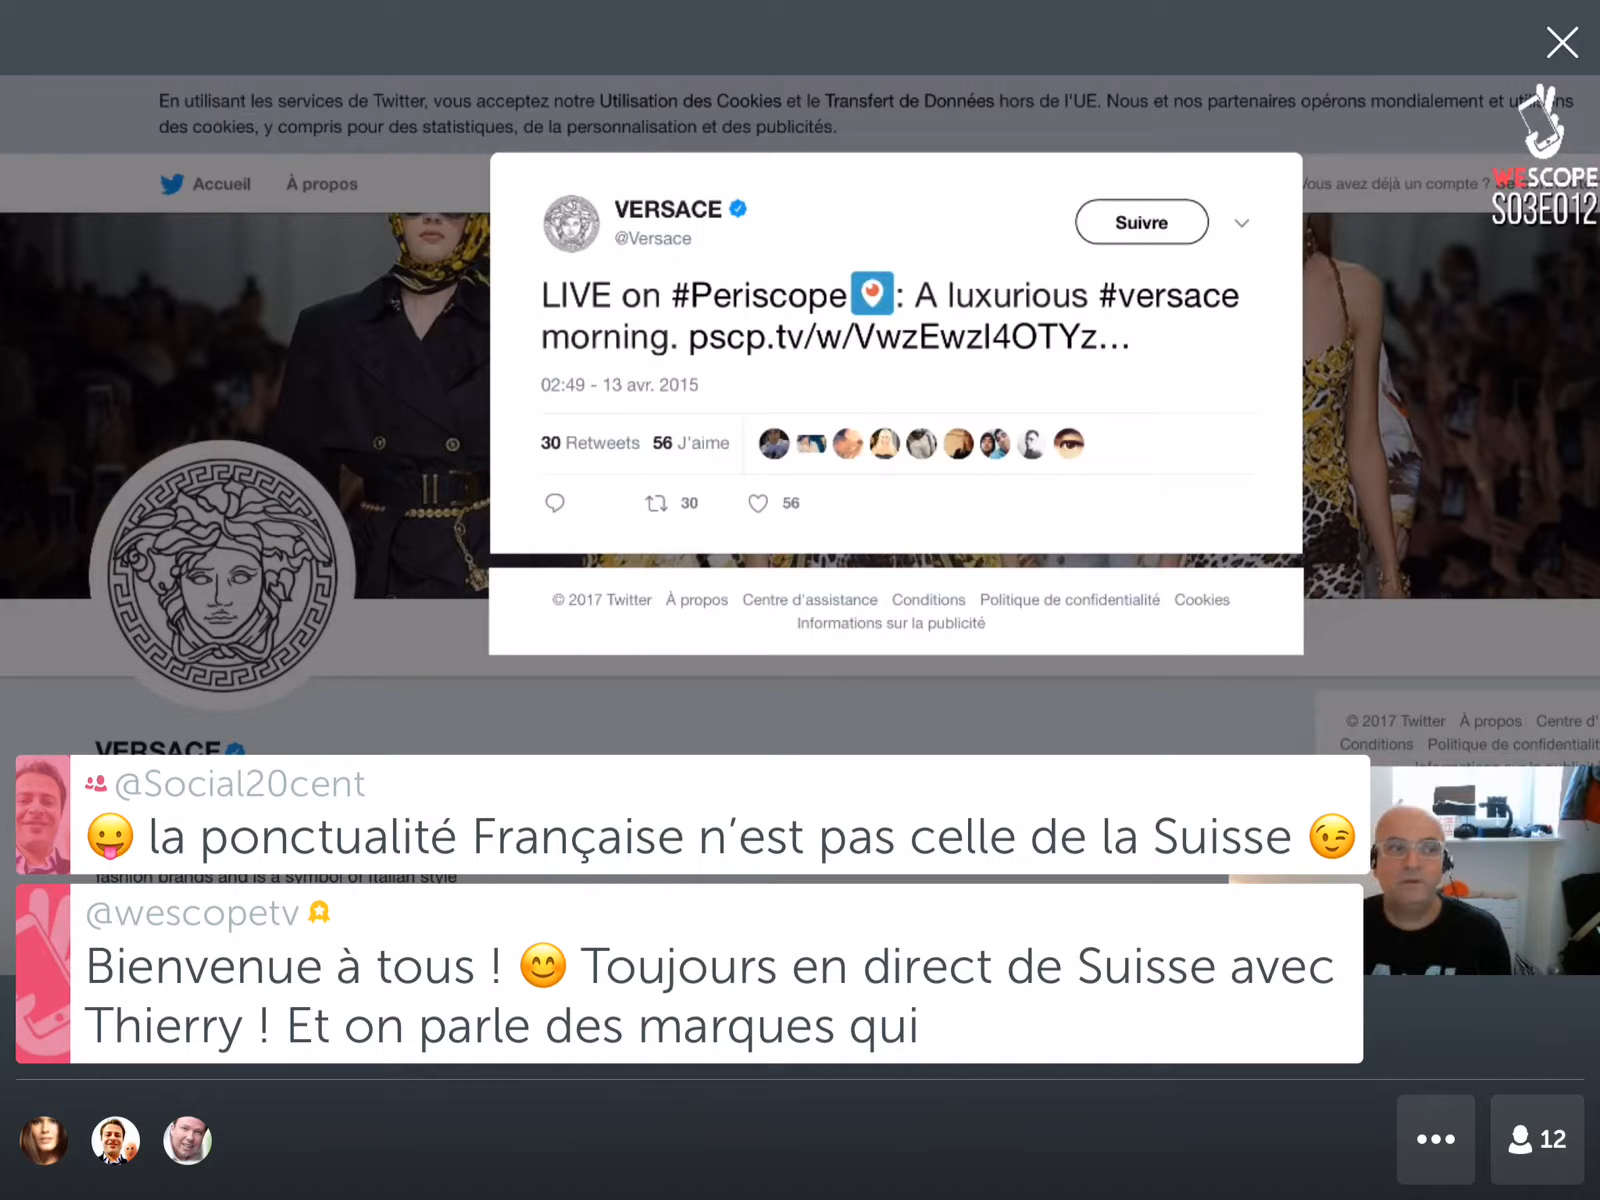 En utilisant les services de Twitter, vous acceptez notre Utilisation des Cookies et le Transfert de Données hors de l'UE. Nous et nos partenaires opérons mondialement et
des cookies, y compris pour des statistiques, de la personnalisation et des publicités.
WESCOPE
S03E012
Accueil À propos
Vous avez déjà un compte ?
VERSACE
@Versace
Suivre
LIVE on #Periscope : A luxurious #versace
morning. pscp.tv/w/VwzEwzI4OTYz...
02:49 - 13 avr. 2015
30 Retweets 56 J'aime
30 56
© 2017 Twitter À propos Centre d'assistance Conditions Politique de confidentialité Cookies
Informations sur la publicité
© 2017 Twitter À propos Centre d'
Conditions Politique de confidentialit
VERSACE
@Social20cent
😛 la ponctualité Française n’est pas celle de la Suisse 😉
fashion brands and is a symbol of Italian style
@wescopetv
Bienvenue à tous ! 😊 Toujours en direct de Suisse avec
Thierry ! Et on parle des marques qui
12